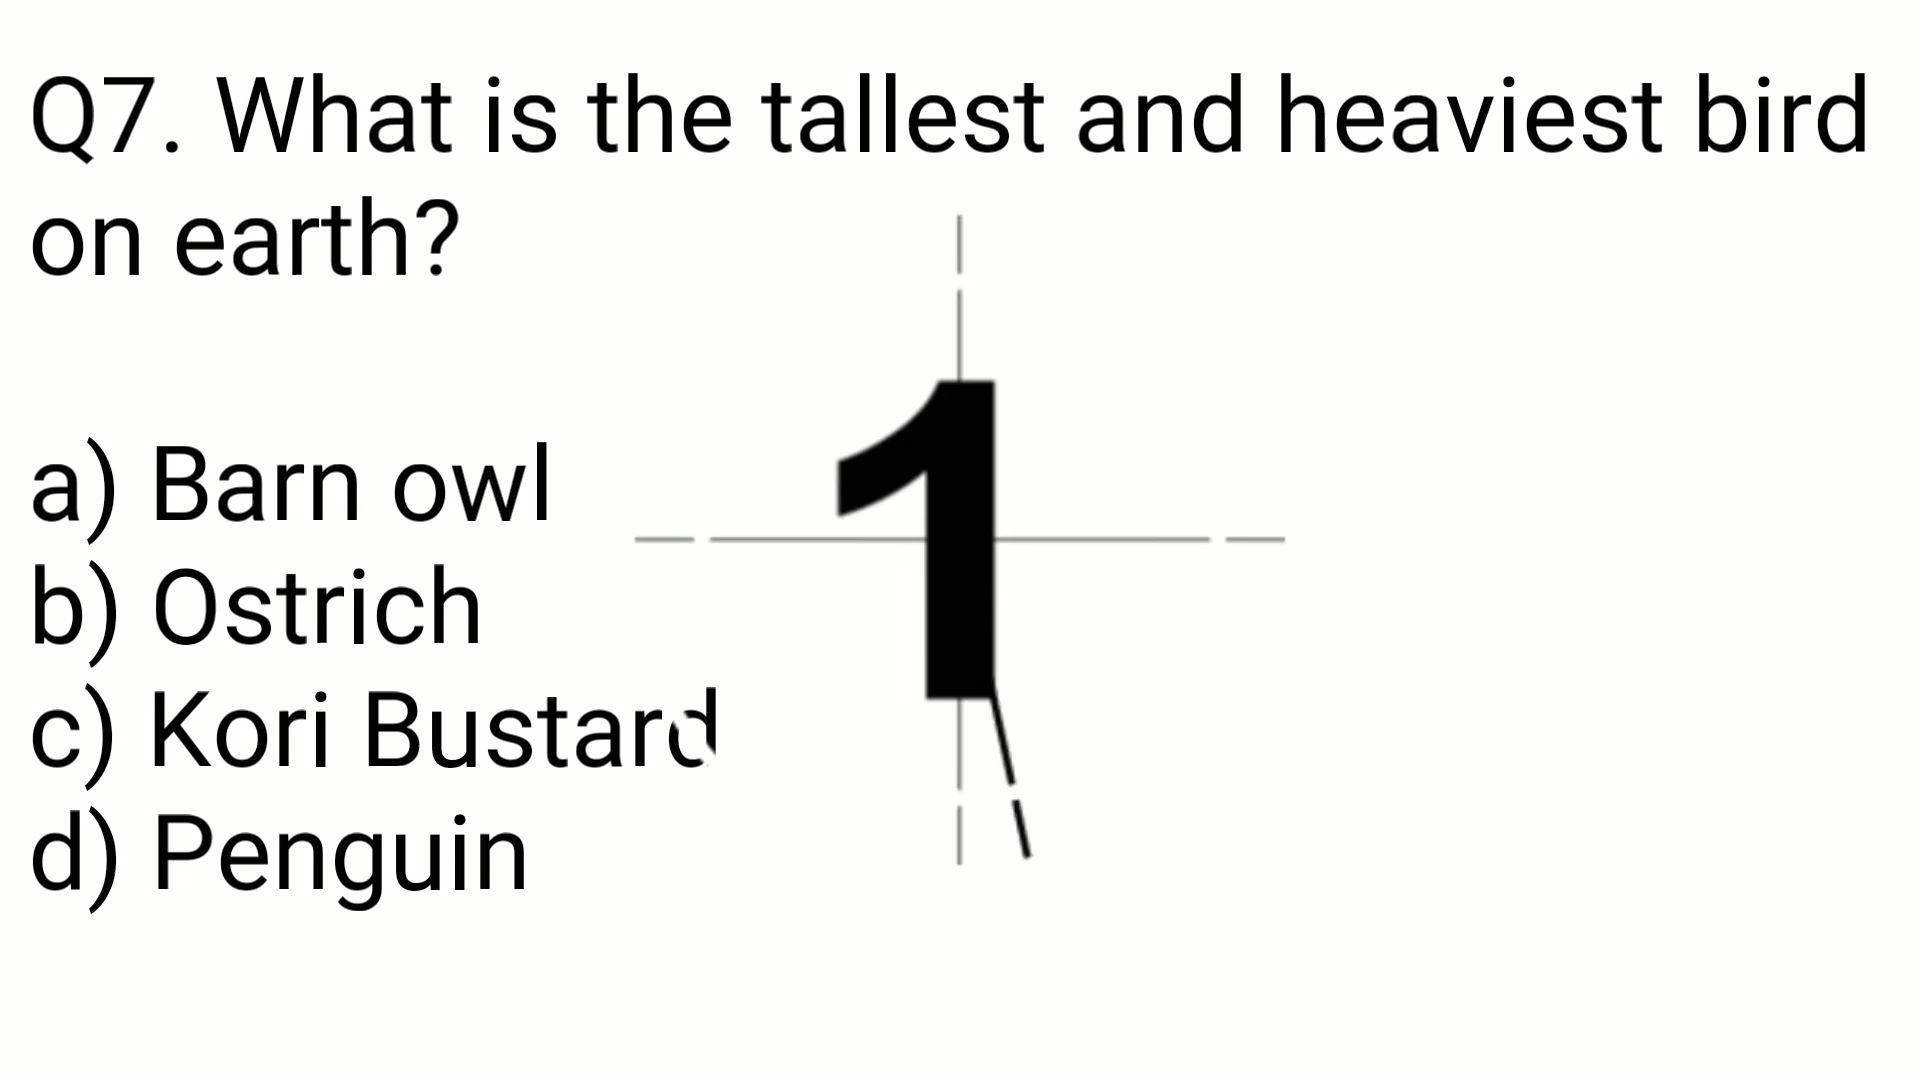 Q7. What is the tallest and heaviest bird
on earth?
a) Barn owl
b) Ostrich
c) Kori Bustard
d) Penguin
1